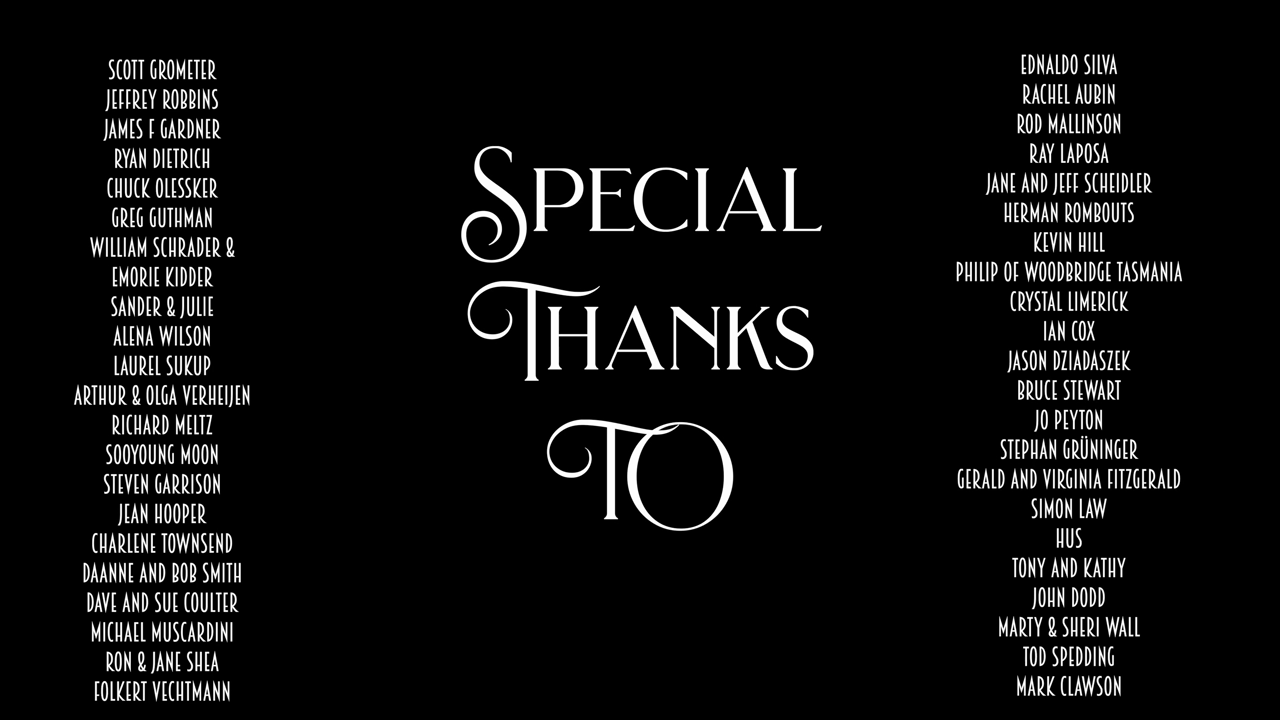 SCOTT GROMETER
JEFFREY ROBBINS
JAMES F GARDNER
RYAN DIETRICH
CHUCK OLESSKER
GREG GUTHMAN
WILLIAM SCHRADER &
EMORIE KIDDER
SANDER & JULIE
ALENA WILSON
LAUREL SUKUP
ARTHUR & OLGA VERHEIJEN
RICHARD MELTZ
SOOYOUNG MOON
STEVEN GARRISON
JEAN HOOPER
CHARLENE TOWNSEND
DAANNE AND BOB SMITH
DAVE AND SUE COULTER
MICHAEL MUSCARDINI
RON & JANE SHEA
FOLKERT VECHTMANN
SPECIAL
THANKS
TO
EDNALDO SILVA
RACHEL AUBIN
ROD MALLINSON
RAY LAPOSA
JANE AND JEFF SCHEIDLER
HERMAN ROMBOUTS
KEVIN HILL
PHILIP OF WOODBRIDGE TASMANIA
CRYSTAL LIMERICK
IAN COX
JASON DZIADASZEK
BRUCE STEWART
JO PEYTON
STEPHAN GRÜNINGER
GERALD AND VIRGINIA FITZGERALD
SIMON LAW
HUS
TONY AND KATHY
JOHN DODD
MARTY & SHERI WALL
TOD SPEDDING
MARK CLAWSON